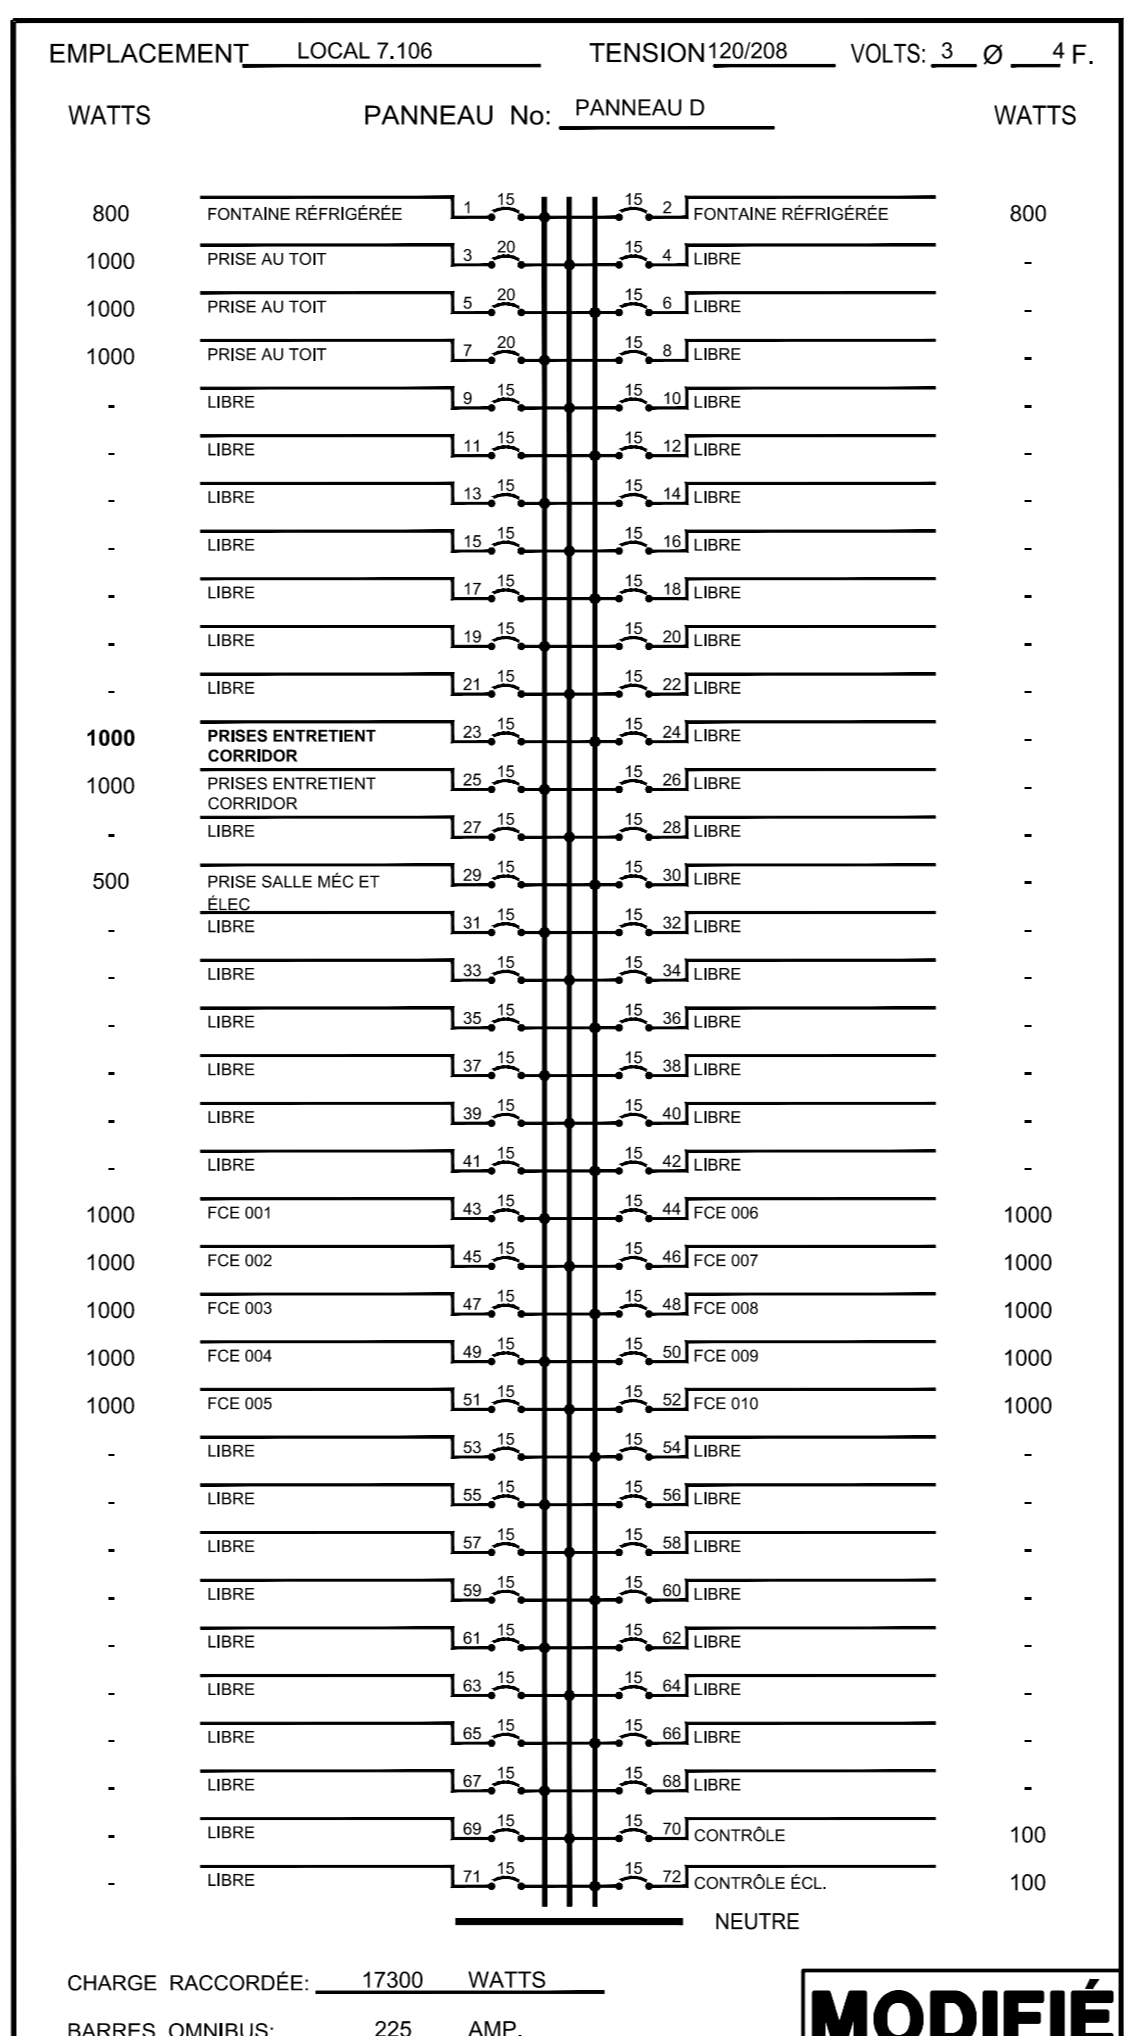 EMPLACEMENT LOCAL 7.106 TENSION 120/208 VOLTS: 3 Ø 4 F.
WATTS PANNEAU No: PANNEAU D WATTS
800 FONTAINE RÉFRIGÉRÉE 1 15 15 2 FONTAINE RÉFRIGÉRÉE 800
1000 PRISE AU TOIT 3 20 15 4 LIBRE -
1000 PRISE AU TOIT 5 20 15 6 LIBRE -
1000 PRISE AU TOIT 7 20 15 8 LIBRE -
- LIBRE 9 15 15 10 LIBRE -
- LIBRE 11 15 15 12 LIBRE -
- LIBRE 13 15 15 14 LIBRE -
- LIBRE 15 15 15 16 LIBRE -
- LIBRE 17 15 15 18 LIBRE -
- LIBRE 19 15 15 20 LIBRE -
- LIBRE 21 15 15 22 LIBRE -
1000 PRISES ENTRETIENT 23 15 15 24 LIBRE -
CORRIDOR
1000 PRISES ENTRETIENT 25 15 15 26 LIBRE -
CORRIDOR
- LIBRE 27 15 15 28 LIBRE -
500 PRISE SALLE MÉC ET 29 15 15 30 LIBRE -
ÉLEC
- LIBRE 31 15 15 32 LIBRE -
- LIBRE 33 15 15 34 LIBRE -
- LIBRE 35 15 15 36 LIBRE -
- LIBRE 37 15 15 38 LIBRE -
- LIBRE 39 15 15 40 LIBRE -
- LIBRE 41 15 15 42 LIBRE -
1000 FCE 001 43 15 15 44 FCE 006 1000
1000 FCE 002 45 15 15 46 FCE 007 1000
1000 FCE 003 47 15 15 48 FCE 008 1000
1000 FCE 004 49 15 15 50 FCE 009 1000
1000 FCE 005 51 15 15 52 FCE 010 1000
- LIBRE 53 15 15 54 LIBRE -
- LIBRE 55 15 15 56 LIBRE -
- LIBRE 57 15 15 58 LIBRE -
- LIBRE 59 15 15 60 LIBRE -
- LIBRE 61 15 15 62 LIBRE -
- LIBRE 63 15 15 64 LIBRE -
- LIBRE 65 15 15 66 LIBRE -
- LIBRE 67 15 15 68 LIBRE -
- LIBRE 69 15 15 70 CONTRÔLE 100
- LIBRE 71 15 15 72 CONTRÔLE ÉCL. 100
NEUTRE
CHARGE RACCORDÉE: 17300 WATTS
BARRES OMNIBUS: 225 AMP.
MODIFIÉ